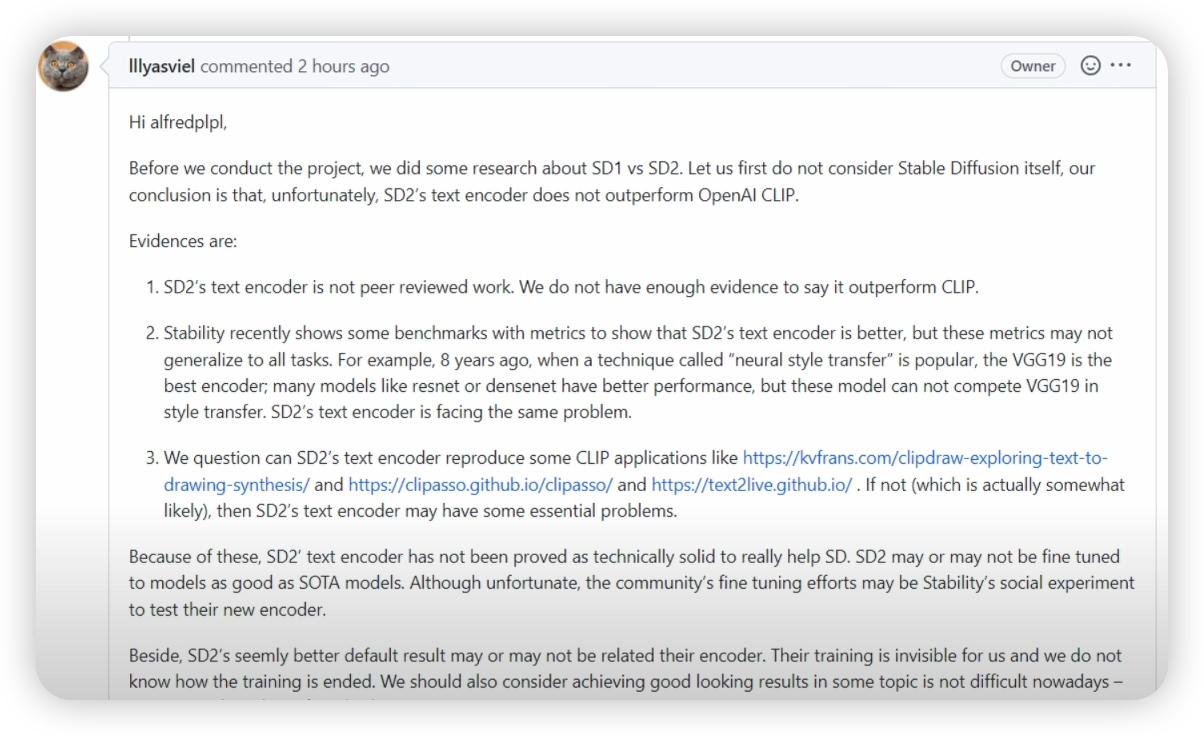 lllyasviel commented 2 hours ago Owner
Hi alfredplpl,
Before we conduct the project, we did some research about SD1 vs SD2. Let us first do not consider Stable Diffusion itself, our
conclusion is that, unfortunately, SD2's text encoder does not outperform OpenAI CLIP.
Evidences are:
1. SD2's text encoder is not peer reviewed work. We do not have enough evidence to say it outperform CLIP.
2. Stability recently shows some benchmarks with metrics to show that SD2's text encoder is better, but these metrics may not
generalize to all tasks. For example, 8 years ago, when a technique called “neural style transfer” is popular, the VGG19 is the
best encoder; many models like resnet or densenet have better performance, but these model can not compete VGG19 in
style transfer. SD2's text encoder is facing the same problem.
3. We question can SD2's text encoder reproduce some CLIP applications like https://kvfrans.com/clipdraw-exploring-text-to-
drawing-synthesis/ and https://clipasso.github.io/clipasso/ and https://text2live.github.io/ . If not (which is actually somewhat
likely), then SD2's text encoder may have some essential problems.
Because of these, SD2' text encoder has not been proved as technically solid to really help SD. SD2 may or may not be fine tuned
to models as good as SOTA models. Although unfortunate, the community's fine tuning efforts may be Stability's social experiment
to test their new encoder.
Beside, SD2's seemly better default result may or may not be related their encoder. Their training is invisible for us and we do not
know how the training is ended. We should also consider achieving good looking results in some topic is not difficult nowadays –